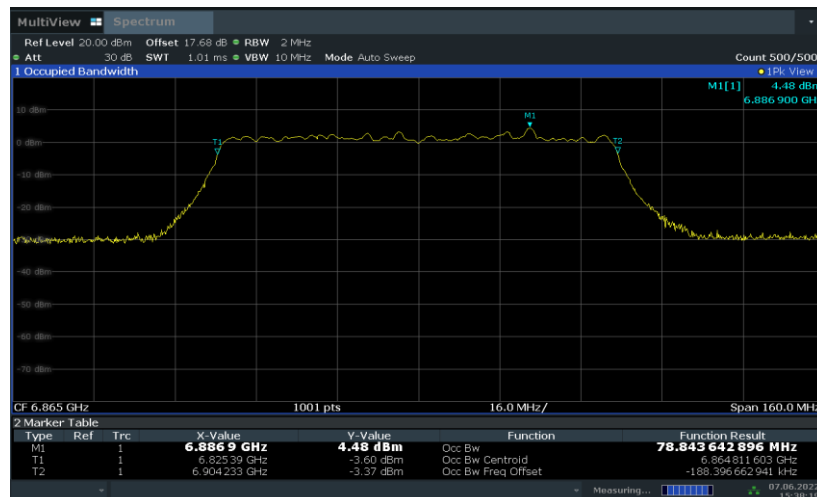 MultiView Spectrum
Ref Level 20.00 dBm Offset 17.68 dB RBW 2 MHz
Att 30 dB SWT 1.01 ms VBW 10 MHz Mode Auto Sweep Count 500/500
1 Occupied Bandwidth 1Pk View
M1[1] 4.48 dBm
6.886 900 GH
M1
10 dBm
T1
T2
0 dBm
-10 dBm
-20 dBm
-40 dBm
-50 dBm
-60 dBm
-70 dBm
CF 6.865 GHz 1001 pts 16.0 MHz/ Span 160.0 MHz
2 Marker Table
Type Ref Trc X-Value Y-Value Function Function Result
M1 1 6.8869 GHz 4.48 dBm Occ Bw 78.843 642 896 MHz
T1 1 6.825 39 GHz -3.60 dBm Occ Bw Centroid 6.864 811 603 GHz
T2 1 6.904 233 GHz -3.37 dBm Occ Bw Freq Offset -188.396 662 941 kHz
Measuring... 07.06.2022